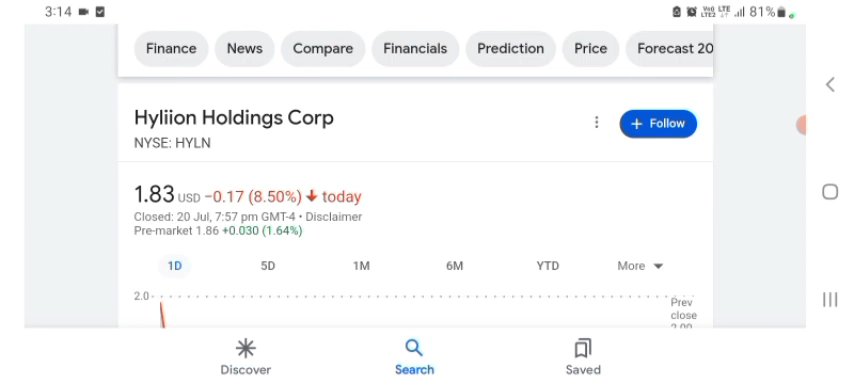 3:14
Vo) LTE2 LTE 81%
Finance News Compare Financials Prediction Price Forecast 20
Hyliion Holdings Corp
NYSE: HYLN
+ Follow
1.83 USD −0.17 (8.50%) today
Closed: 20 Jul, 7:57 pm GMT-4 • Disclaimer
Pre-market 1.86 +0.030 (1.64%)
1D 5D 1M 6M YTD More
2.0
Prev
close
2.00
Discover Search Saved